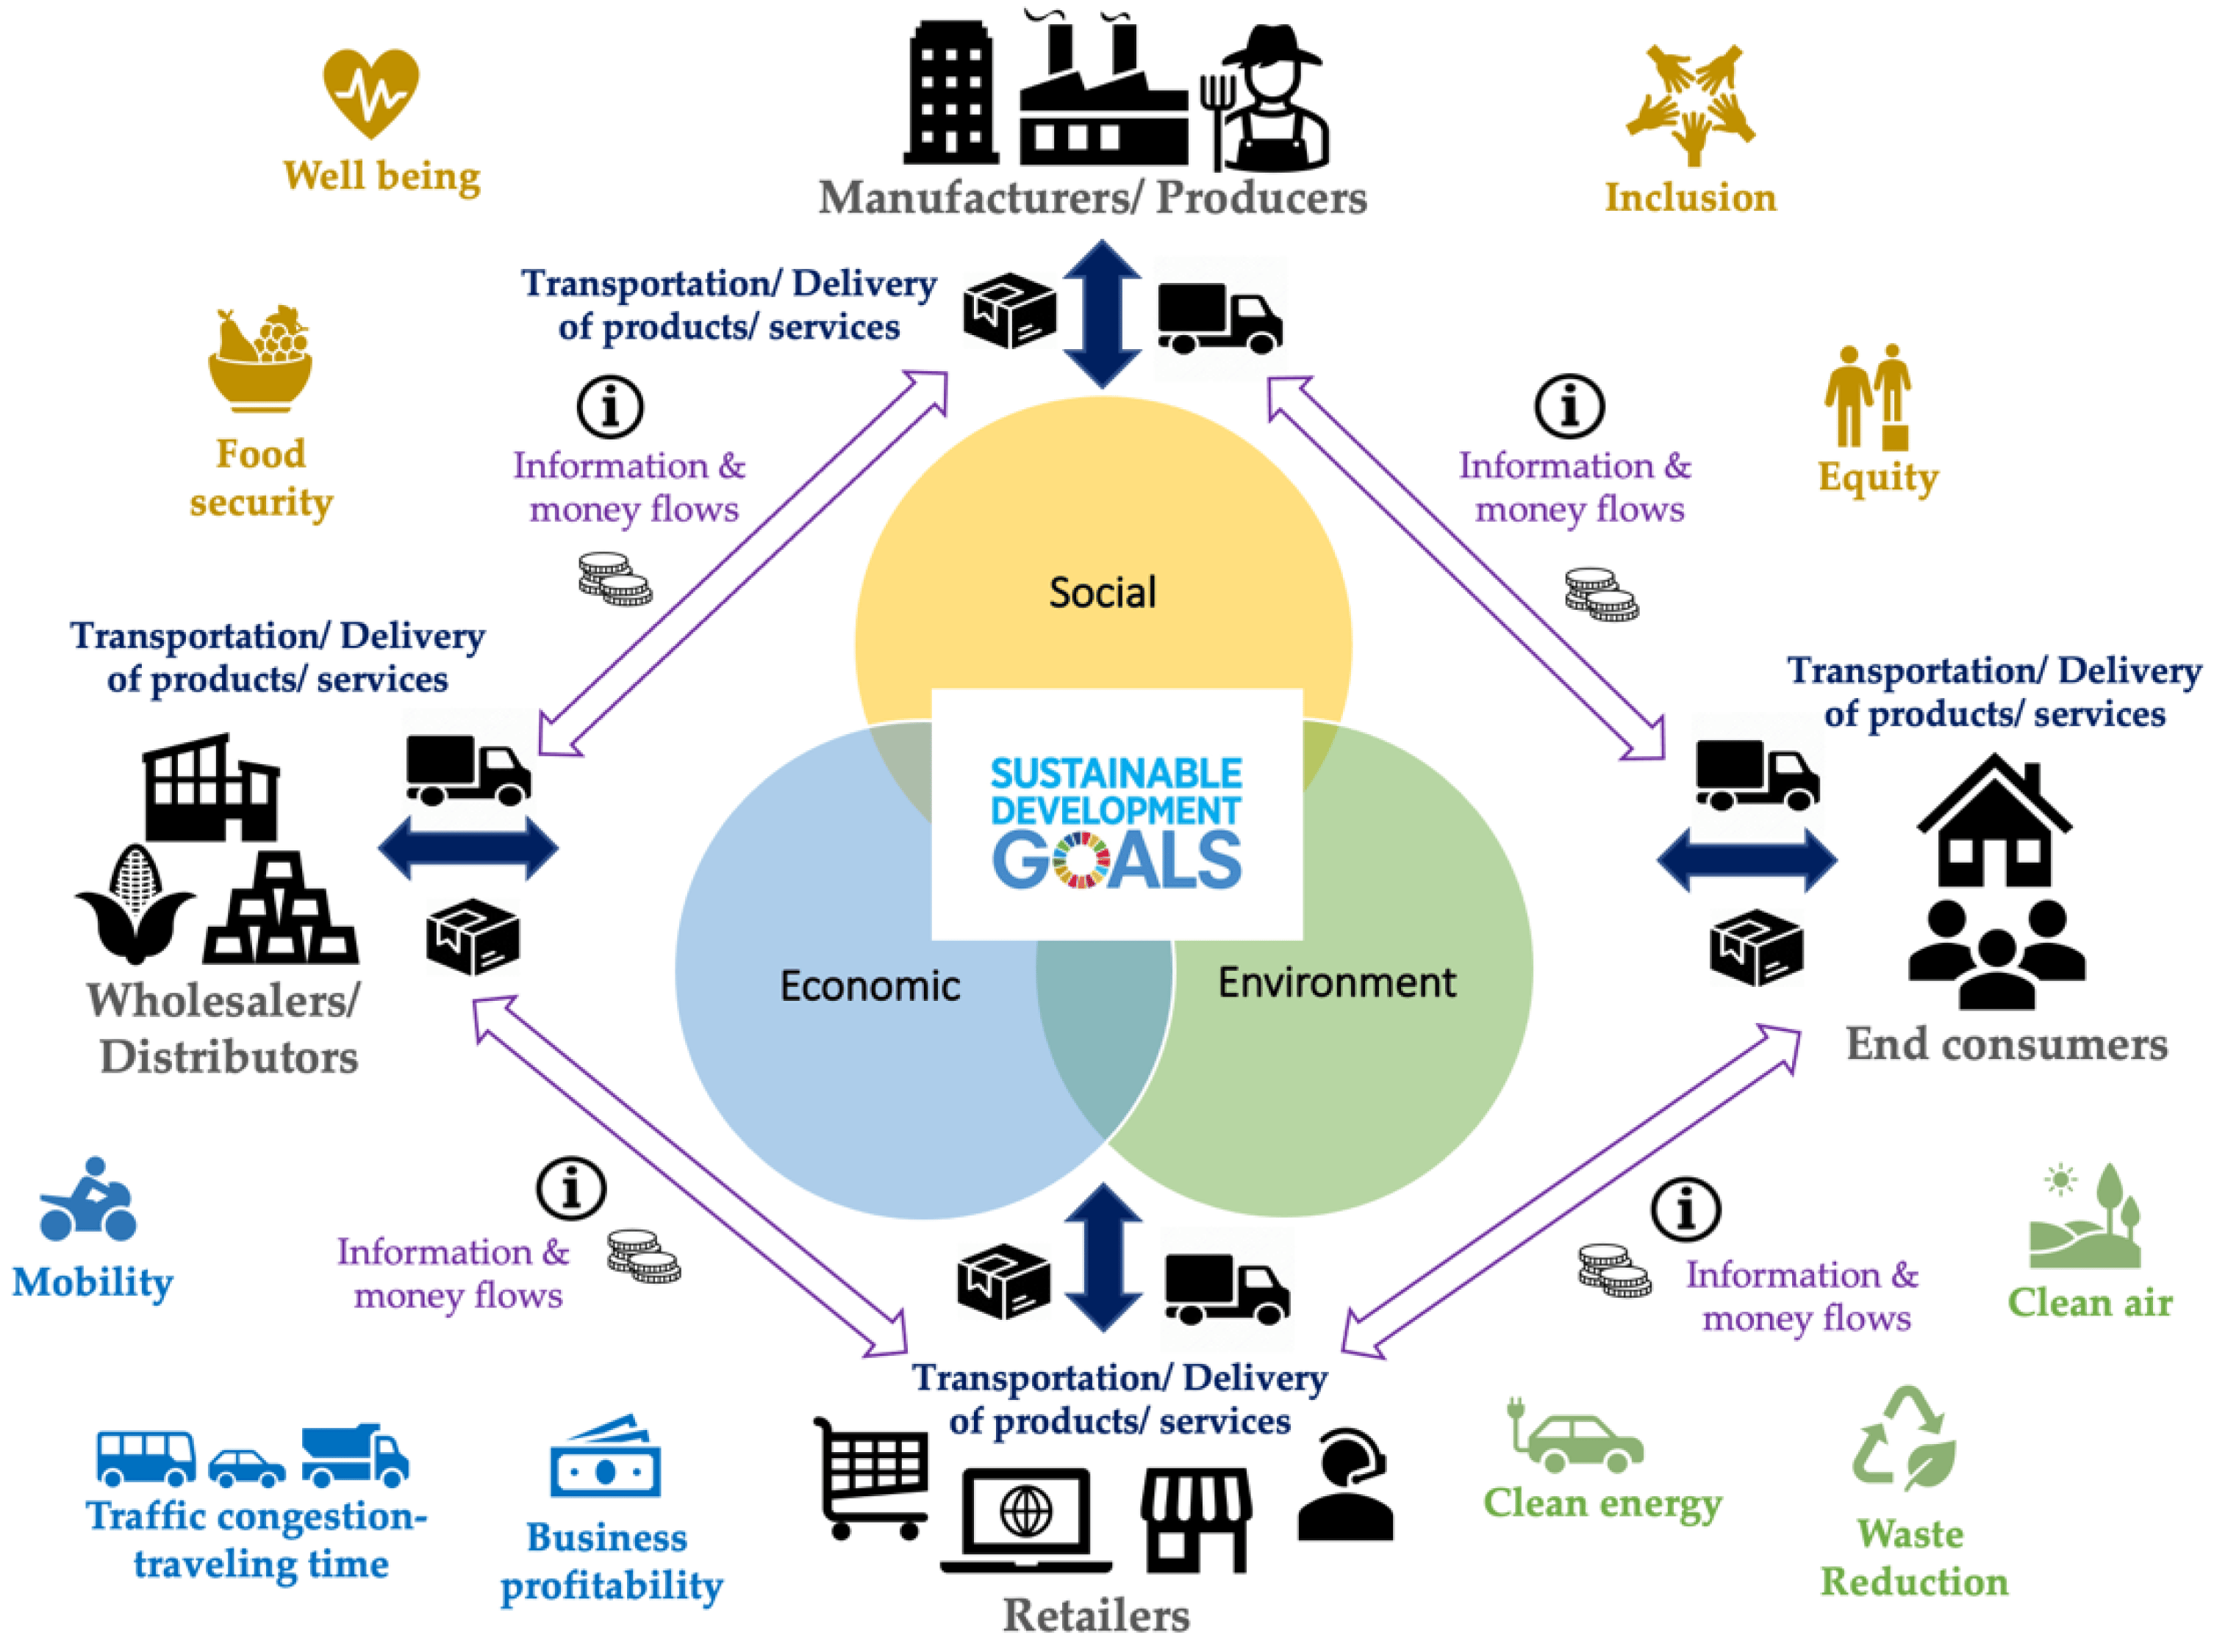 Well being
Manufacturers/ Producers
Inclusion
Transportation/ Delivery
of products/ services
Food
security
Information &
money flows
Information &
money flows
Equity
Social
Transportation/ Delivery
of products/ services
Transportation/ Delivery
of products/ services
SUSTAINABLE
DEVELOPMENT
GOALS
Economic
Environment
Wholesalers/
Distributors
End consumers
Mobility
Information &
money flows
Information &
money flows
Clean air
Transportation/ Delivery
of products/ services
Traffic congestion-
traveling time
Business
profitability
Retailers
Clean energy
Waste
Reduction